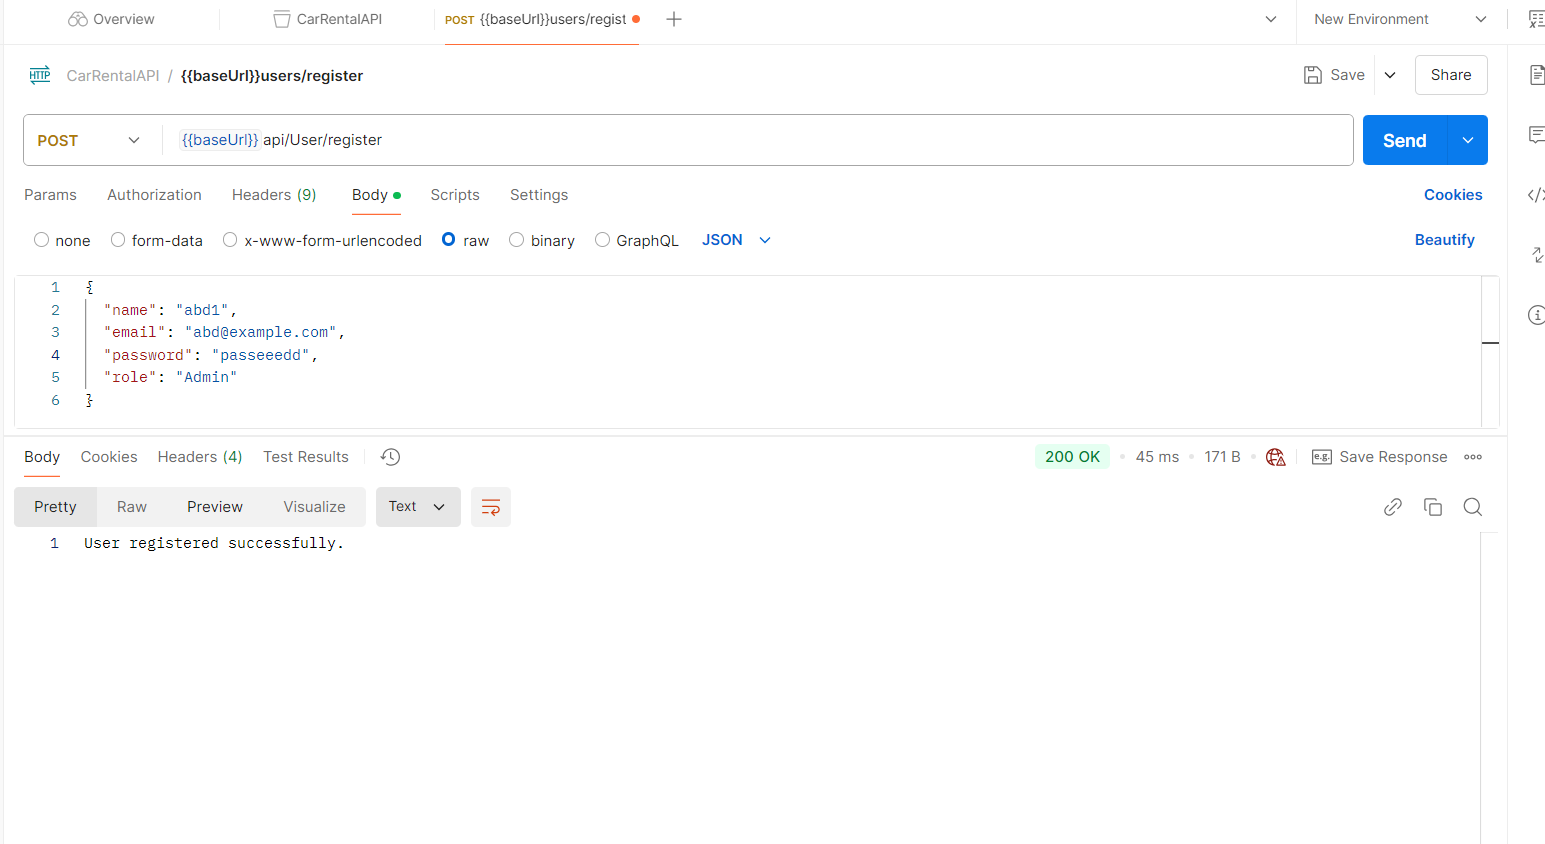 Overview
CarRentalAPI
POST {{baseUrl}}users/regist
New Environment
HTTP CarRentalAPI / {{baseUrl}}users/register
Save
Share
POST
{{baseUrl}} api/User/register
Send
Params Authorization Headers (9) Body Scripts Settings
Cookies
none form-data x-www-form-urlencoded raw binary GraphQL JSON
Beautify
1 {
2 "name": "abd1",
3 "email": "abd@example.com",
4 "password": "passeeedd",
5 "role": "Admin"
6 }
Body Cookies Headers (4) Test Results
200 OK 45 ms 171 B e.g. Save Response
Pretty Raw Preview Visualize Text
1 User registered successfully.